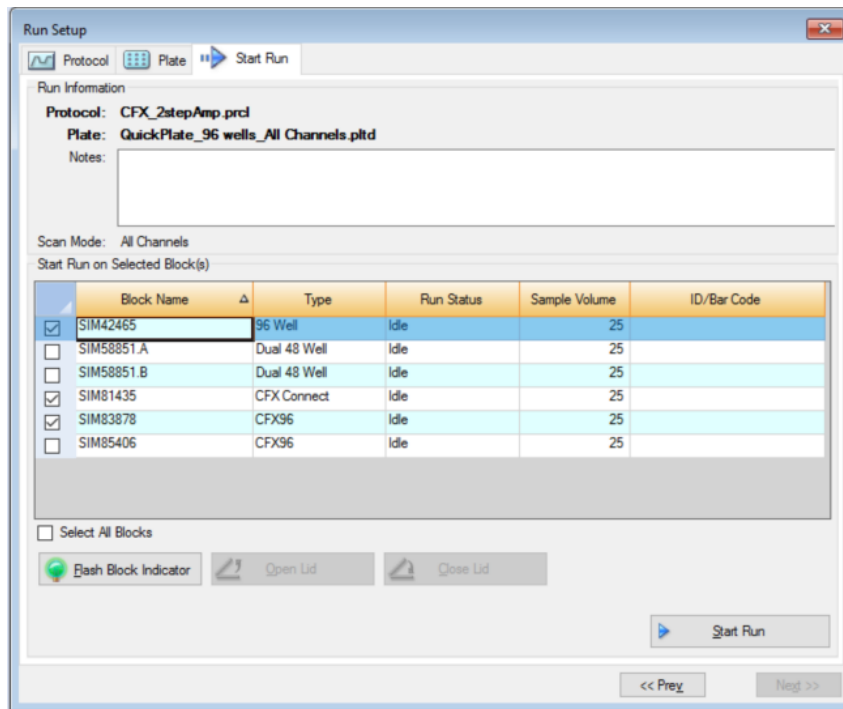 Run Setup
Protocol Plate Start Run
Run Information
Protocol: CFX_2stepAmp.prcl
Plate: QuickPlate_96 wells_All Channels.pltd
Notes:
Scan Mode: All Channels
Start Run on Selected Block(s)
Block Name Type Run Status Sample Volume ID/Bar Code
SIM42465 96 Well Idle 25
SIM58851.A Dual 48 Well Idle 25
SIM58851.B Dual 48 Well Idle 25
SIM81435 CFX Connect Idle 25
SIM83878 CFX96 Idle 25
SIM85406 CFX96 Idle 25
Select All Blocks
Flash Block Indicator Open Lid Close Lid
Start Run
<< Prev Next >>